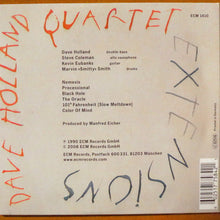 DAVE HOLLAND QUARTET
ECM 1410
EXTENSIONS
Dave Holland double bass
Steve Coleman alto saxophone
Kevin Eubanks guitar
Marvin «Smitty» Smith drums
Nemesis
Processional
Black Hole
The Oracle
101° Fahrenheit (Slow Meltdown)
Color Of Mind
Produced by Manfred Eicher
℗ 1990 ECM Records GmbH
© 2008 ECM Records GmbH
ECM Records, Postfach 600 331, 81203 München
www.ecmrecords.com